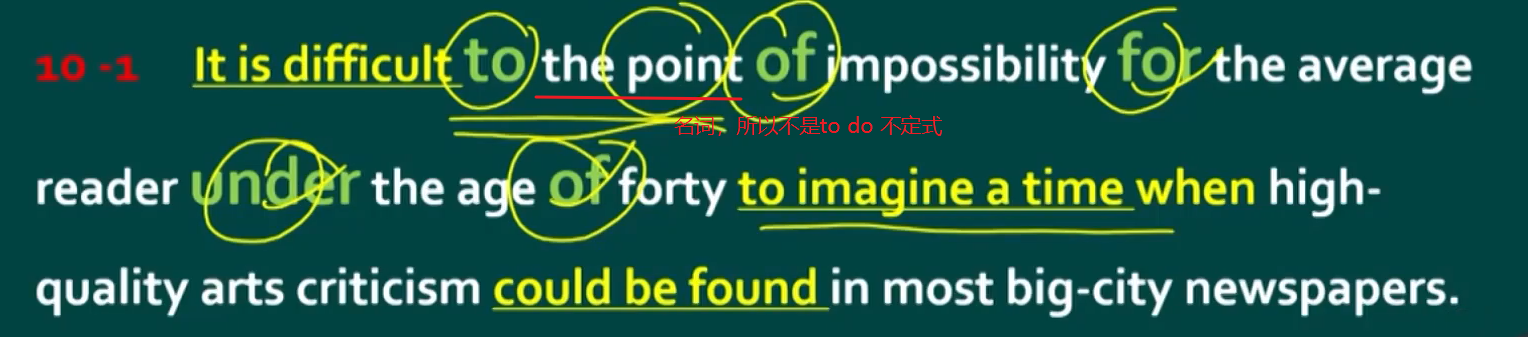 10 -1 It is difficult to the point of impossibility for the average
名词，所以不是to do 不定式
reader under the age of forty to imagine a time when high-
quality arts criticism could be found in most big-city newspapers.